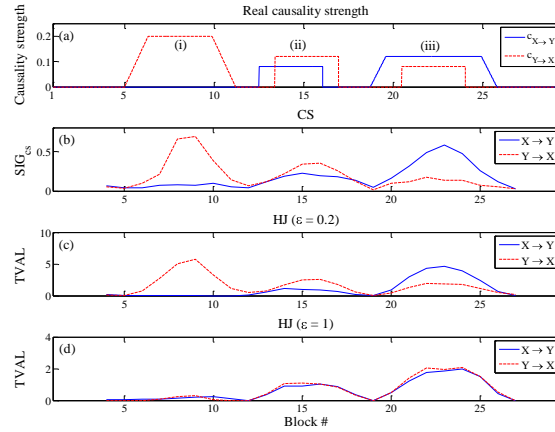 Real causality strength
Causality strength
(a)
(i)
(ii)
(iii)
c X → Y
c Y → X
0.2
0.1
0
1 5 10 15 20 25
CS
(b)
SIG cs
X → Y
Y → X
0.5
0
5 10 15 20 25
HJ (ε = 0.2)
(c)
TVAL
X → Y
Y → X
10
5
0
5 10 15 20 25
HJ (ε = 1)
(d)
TVAL
X → Y
Y → X
4
2
0
5 10 15 20 25
Block #